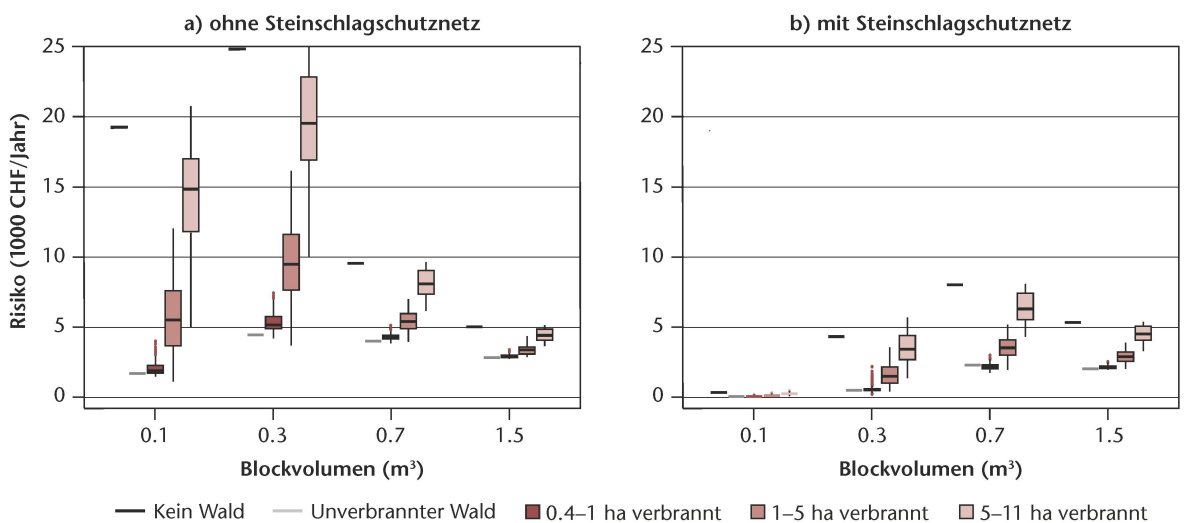 a) ohne Steinschlagschutznetz
b) mit Steinschlagschutznetz
Risiko (1000 CHF/Jahr)
25
20
15
10
5
0
0.1 0.3 0.7 1.5
Blockvolumen (m³)
25
20
15
10
5
0
0.1 0.3 0.7 1.5
Blockvolumen (m³)
Kein Wald Unverbrannter Wald 0.4–1 ha verbrannt 1–5 ha verbrannt 5–11 ha verbrannt